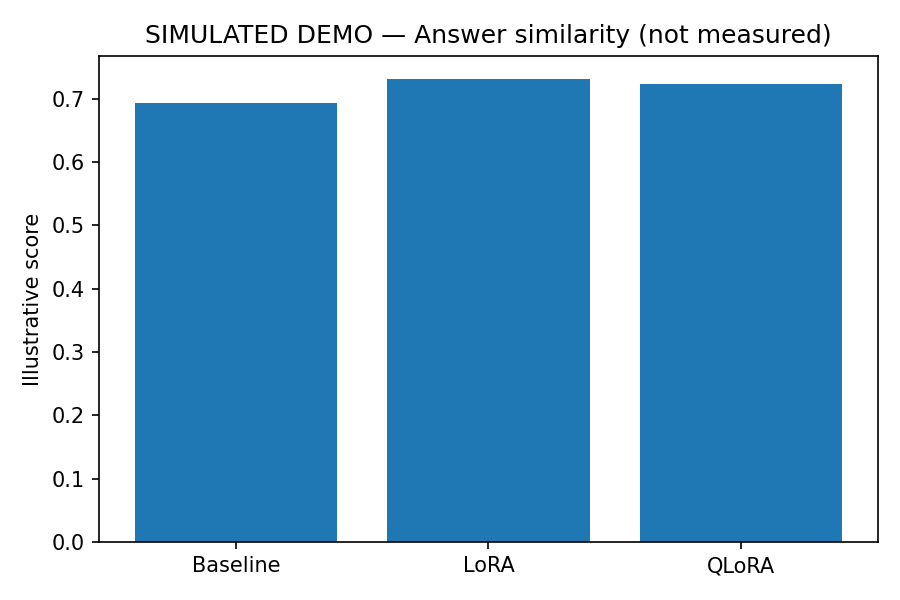 SIMULATED DEMO — Answer similarity (not measured)
Illustrative score
0.7
0.6
0.5
0.4
0.3
0.2
0.1
0.0
Baseline
LoRA
QLoRA